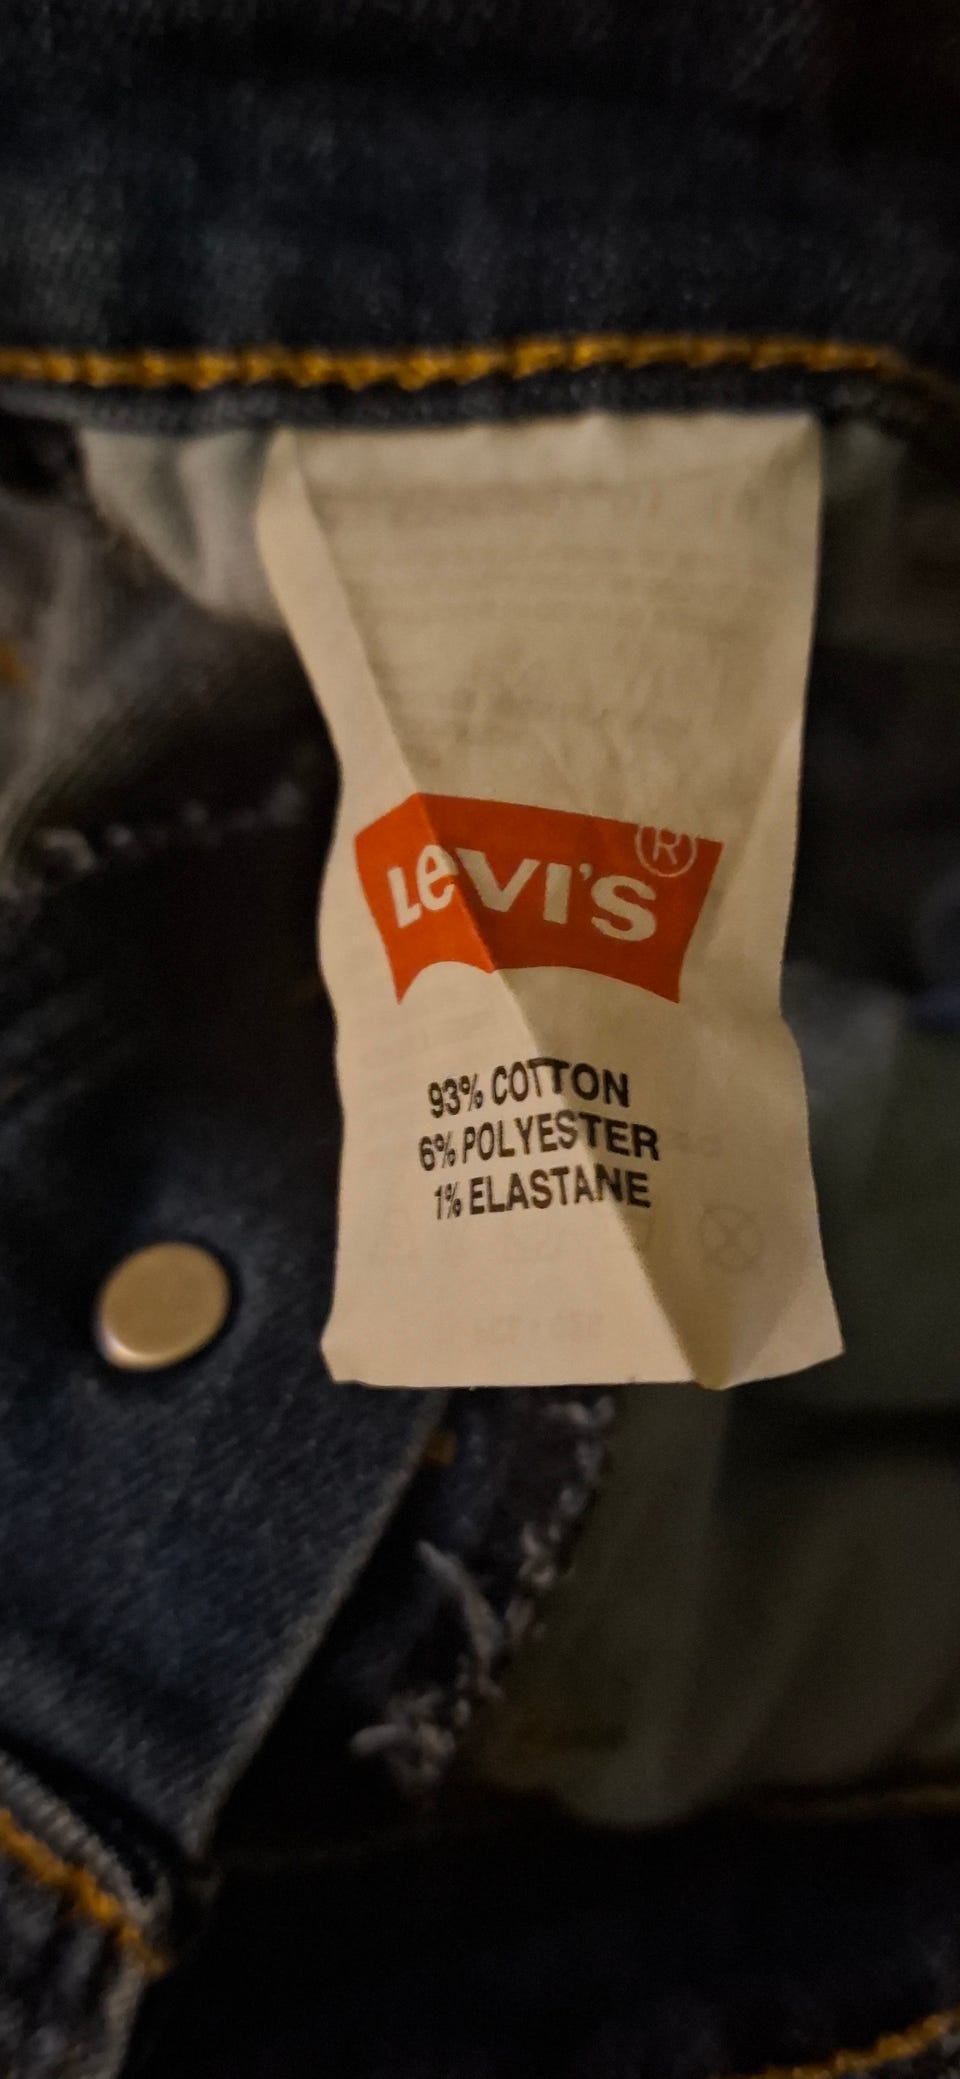 LEVI'S®
93% COTTON
6% POLYESTER
1% ELASTANE